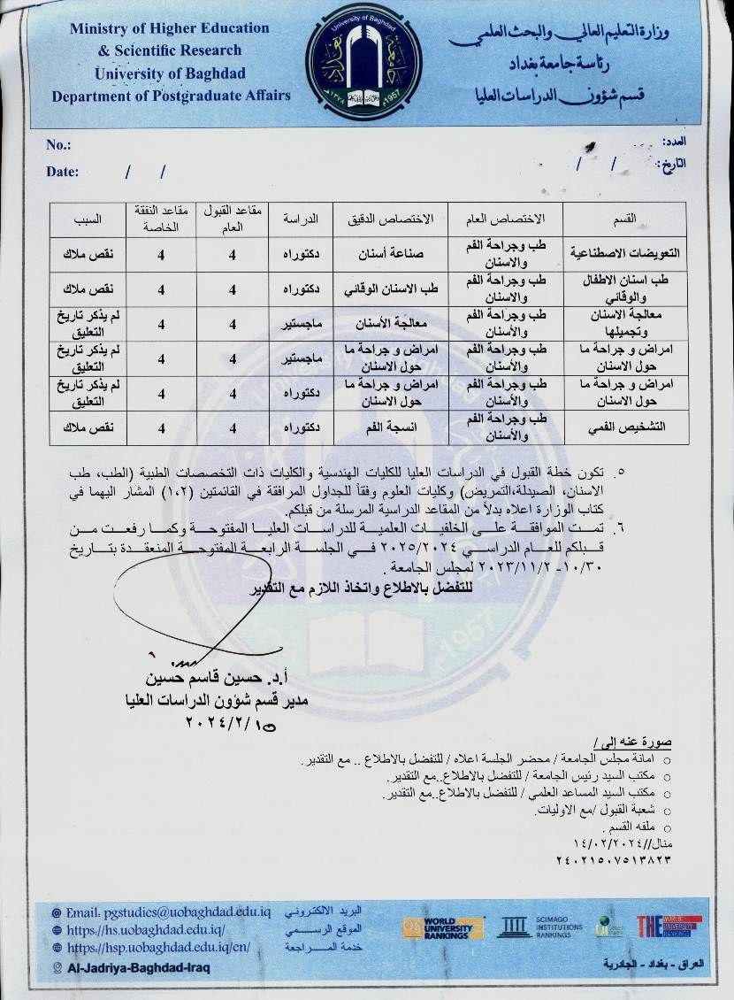 Ministry of Higher Education
& Scientific Research
University of Baghdad
Department of Postgraduate Affairs
University of Baghdad
جامعة بغداد
1957
وزارة التعليم العالي والبحث العلمي
رئاسة جامعة بغداد
قسم شؤون الدراسات العليا
No.:
Date: / /
العدد:
التاريخ: / /
القسم | الاختصاص العام | الاختصاص الدقيق | الدراسة | مقاعد القبول العام | مقاعد النفقة الخاصة | السبب
التعويضات الاصطناعية | طب وجراحة الفم والاسنان | صناعة أسنان | دكتوراه | 4 | 4 | نقص ملاك
طب اسنان الاطفال والوقائي | طب وجراحة الفم والاسنان | طب الاسنان الوقائي | دكتوراه | 4 | 4 | نقص ملاك
معالجة الاسنان وتجميلها | طب وجراحة الفم والأسنان | معالجة الأسنان | ماجستير | 4 | 4 | لم يذكر تاريخ التعليق
امراض و جراحة ما حول الاسنان | طب وجراحة الفم والأسنان | امراض و جراحة ما حول الاسنان | ماجستير | 4 | 4 | لم يذكر تاريخ التعليق
امراض و جراحة ما حول الاسنان | طب وجراحة الفم والأسنان | امراض و جراحة ما حول الاسنان | دكتوراه | 4 | 4 | لم يذكر تاريخ التعليق
التشخيص الفمي | طب وجراحة الفم والأسنان | انسجة الفم | دكتوراه | 4 | 4 | نقص ملاك
٥. تكون خطة القبول في الدراسات العليا للكليات الهندسية والكليات ذات التخصصات الطبية (الطب، طب
الاسنان، الصيدلة،التمريض) وكليات العلوم وفقاً للجداول المرافقة في القائمتين (١،٢) المشار اليهما في
كتاب الوزارة اعلاه بدلاً من المقاعد الدراسية المرسلة من قبلكم.
٦. تمت الموافقة على الخلفيات العلمية للدراسات العليا المفتوحة وكما رفعت من
قبلكم للعام الدراسي ٢٠٢٥/٢٠٢٤ في الجلسة الرابعة المفتوحة المنعقدة بتاريخ
١٠/٣٠-٢٠٢٣/١١/٢ لمجلس الجامعة .
للتفضل بالاطلاع واتخاذ اللازم مع التقدير
أ.د. حسين قاسم حسين
مدير قسم شؤون الدراسات العليا
٢٠٢٤/٢/١٥
صورة عنه إلى/
○ امانة مجلس الجامعة / محضر الجلسة اعلاه / للتفضل بالاطلاع .. مع التقدير.
○ مكتب السيد رئيس الجامعة / للتفضل بالاطلاع..مع التقدير.
○ مكتب السيد المساعد العلمي / للتفضل بالاطلاع..مع التقدير.
○ شعبة القبول /مع الاوليات.
○ ملفه القسم .
منال//١٤/٠٢/٢٠٢٤
٢٤٠٢١٥٠٧٥١٣٨٢٣
Email: pgstudies@uobaghdad.edu.iq البريد الالكتروني
https://hs.uobaghdad.edu.iq/ الموقع الرسمي
https://hsp.uobaghdad.edu.iq/en/ خدمة المراجعة
Al-Jadriya-Baghdad-Iraq
QS WORLD UNIVERSITY RANKINGS
SCIMAGO INSTITUTIONS RANKINGS
UI
THE WORLD UNIVERSITY RANKINGS
العراق - بغداد - الجادرية